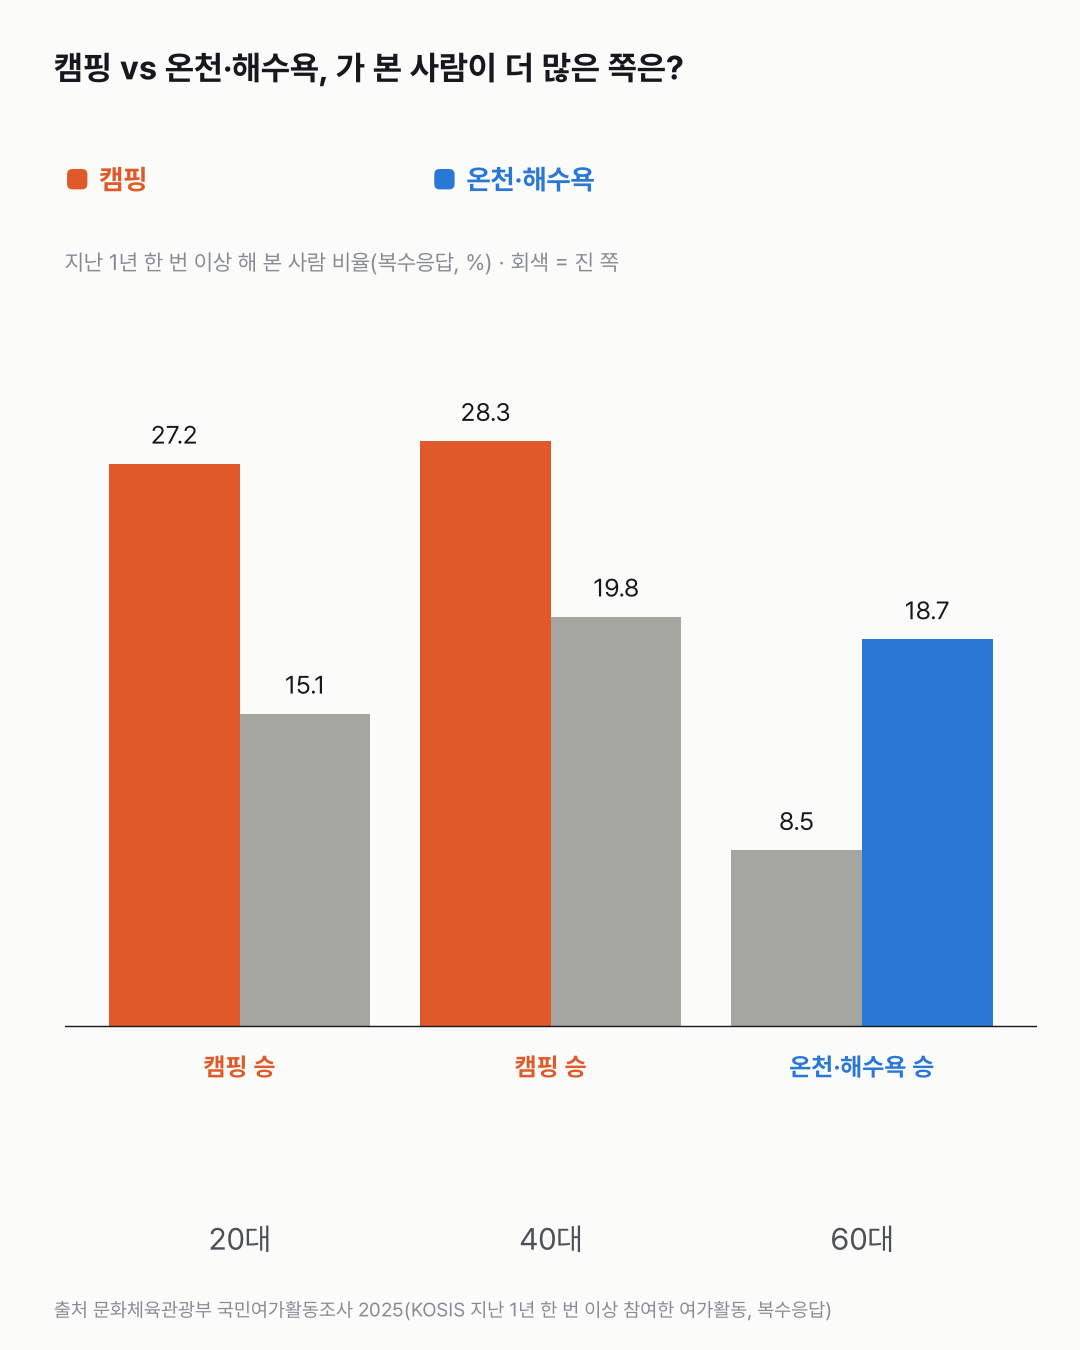 캠핑 vs 온천·해수욕, 가 본 사람이 더 많은 쪽은?
캠핑
온천·해수욕
지난 1년 한 번 이상 해 본 사람 비율(복수응답, %) · 회색 = 진 쪽
27.2
15.1
28.3
19.8
8.5
18.7
캠핑 승
캠핑 승
온천·해수욕 승
20대
40대
60대
출처 문화체육관광부 국민여가활동조사 2025(KOSIS 지난 1년 한 번 이상 참여한 여가활동, 복수응답)